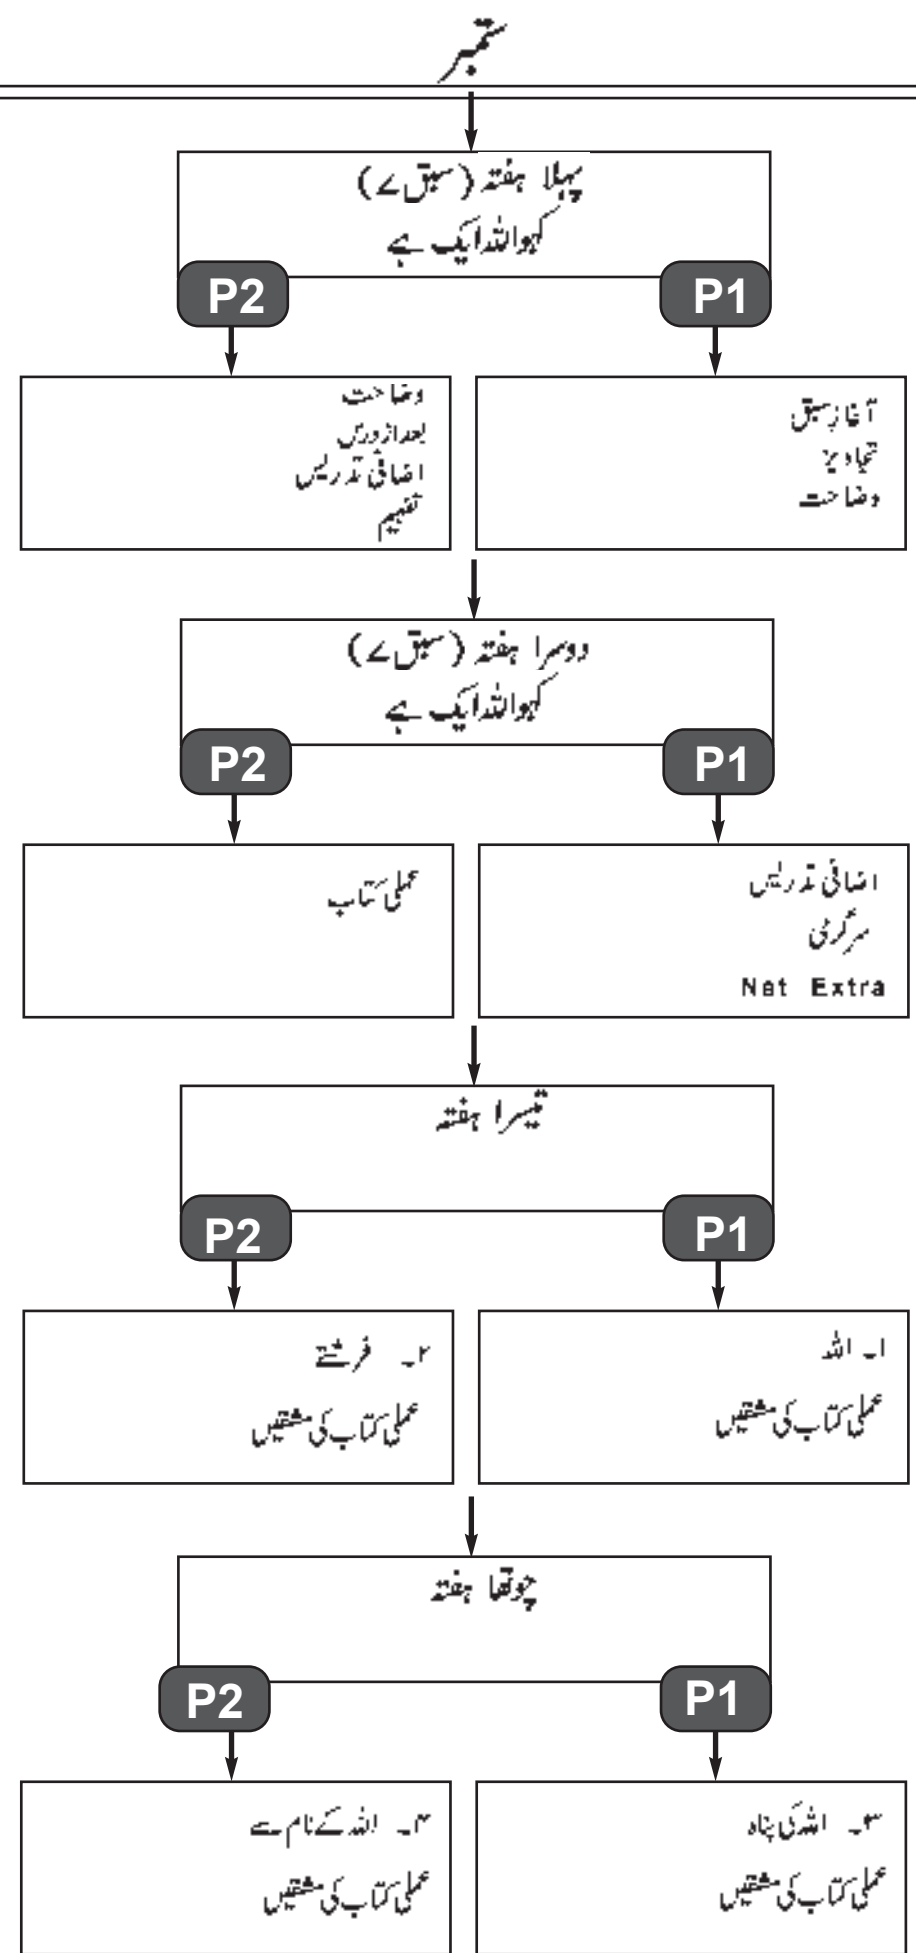 ستمبر
پہلا ہفتہ (سبق ۷)
کہو اللہ ایک ہے
P1
P2
آغازِ سبق
تجاویز
وضاحت
وضاحت
بعد از درس
اضافی تدریس
تفہیم
دوسرا ہفتہ (سبق ۷)
کہو اللہ ایک ہے
P1
P2
اضافی تدریس
سرگرمی
Net Extra
عملی کتاب
تیسرا ہفتہ
P1
P2
۱۔ اللہ
عملی کتاب کی مشقیں
۲۔ فرشتے
عملی کتاب کی مشقیں
چوتھا ہفتہ
P1
P2
۳۔ اللہ کی پناہ
عملی کتاب کی مشقیں
۴۔ اللہ کے نام سے
عملی کتاب کی مشقیں